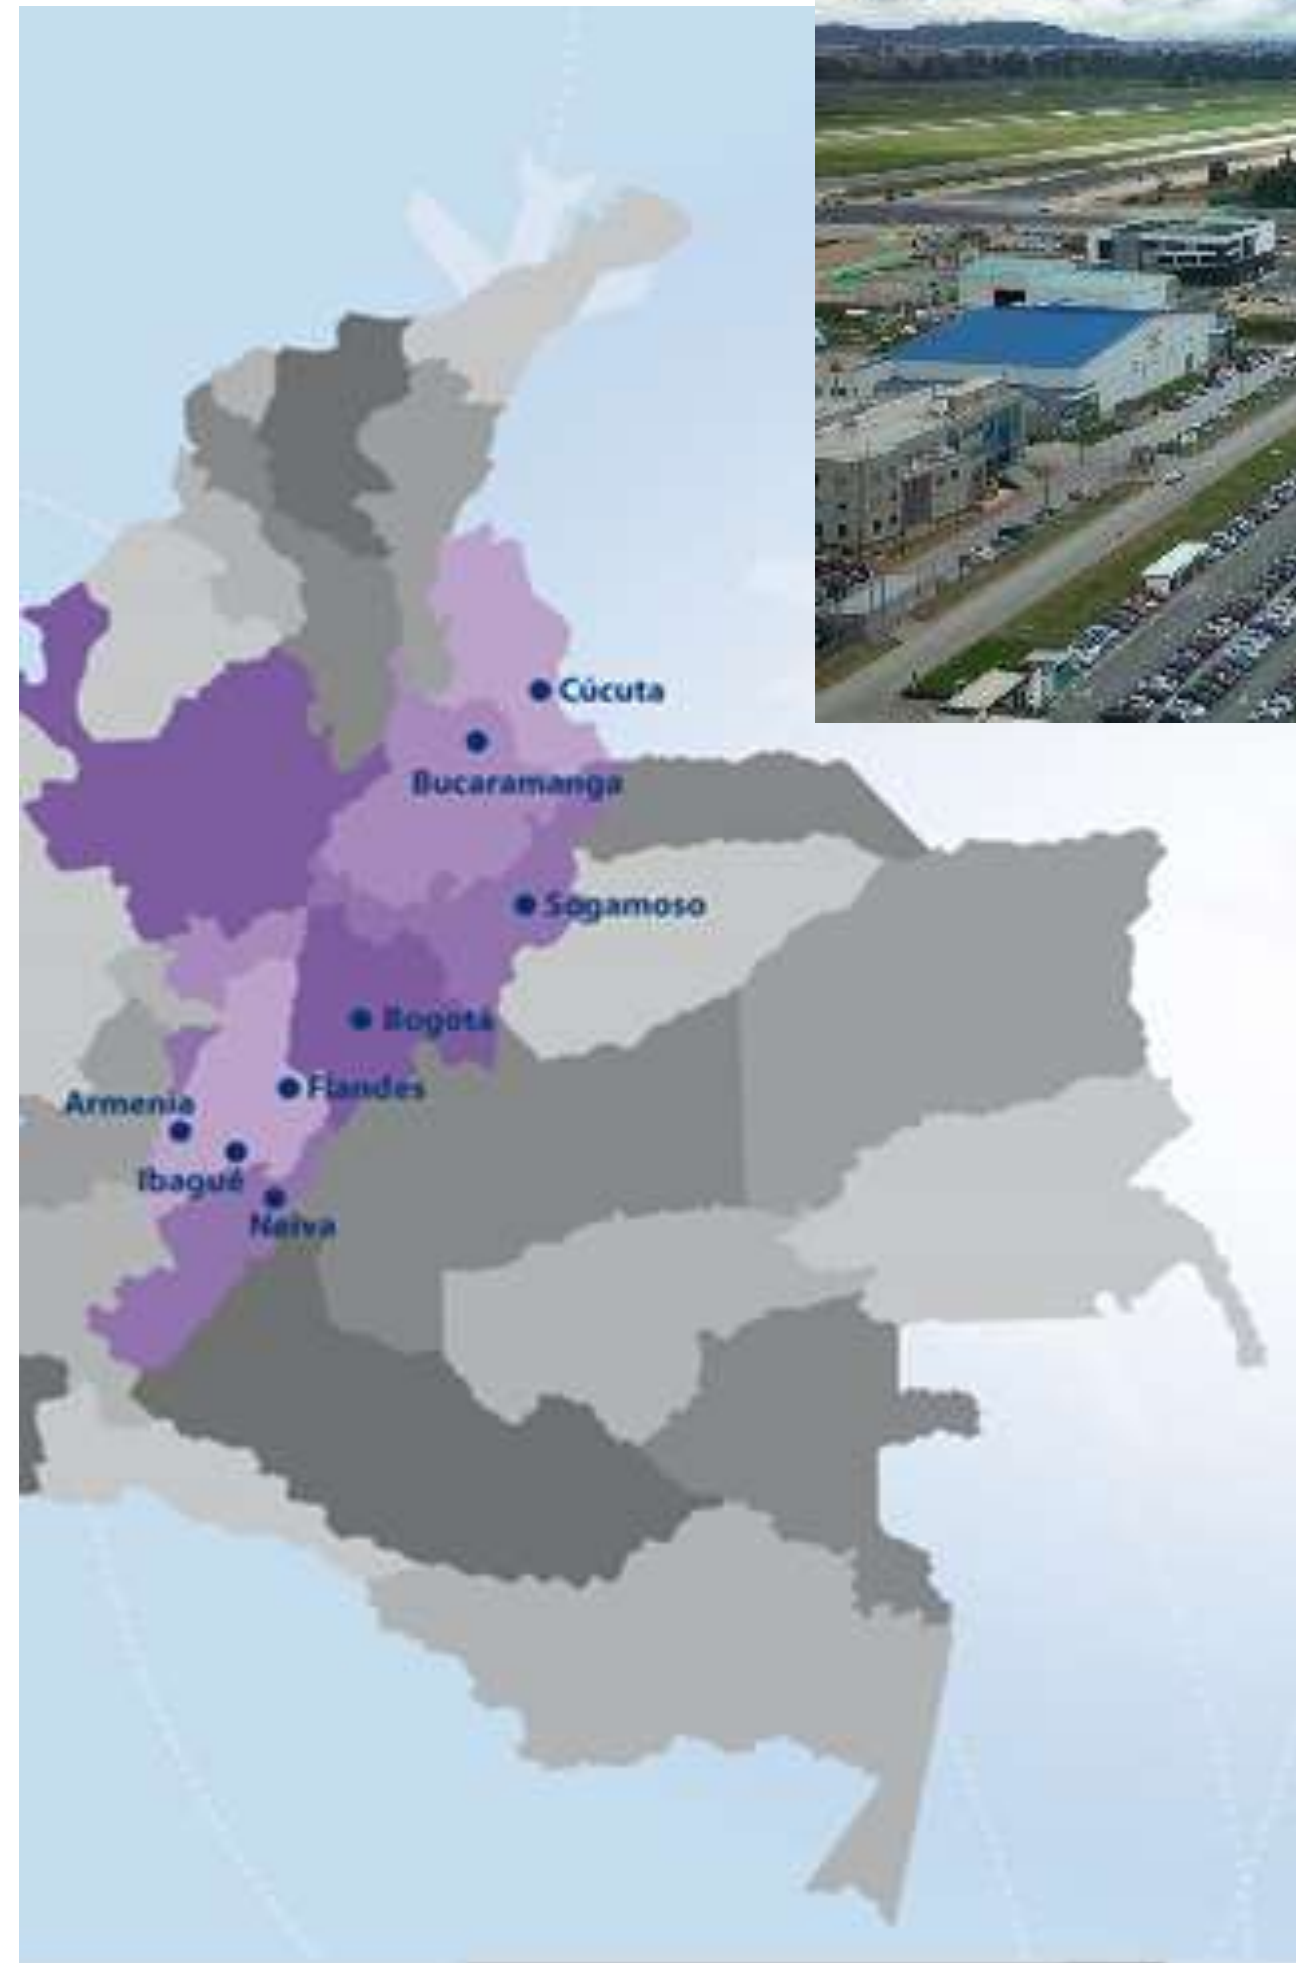 Cúcuta
Bucaramanga
Sogamoso
Bogotá
Flandes
Armenia
Ibagué
Neiva